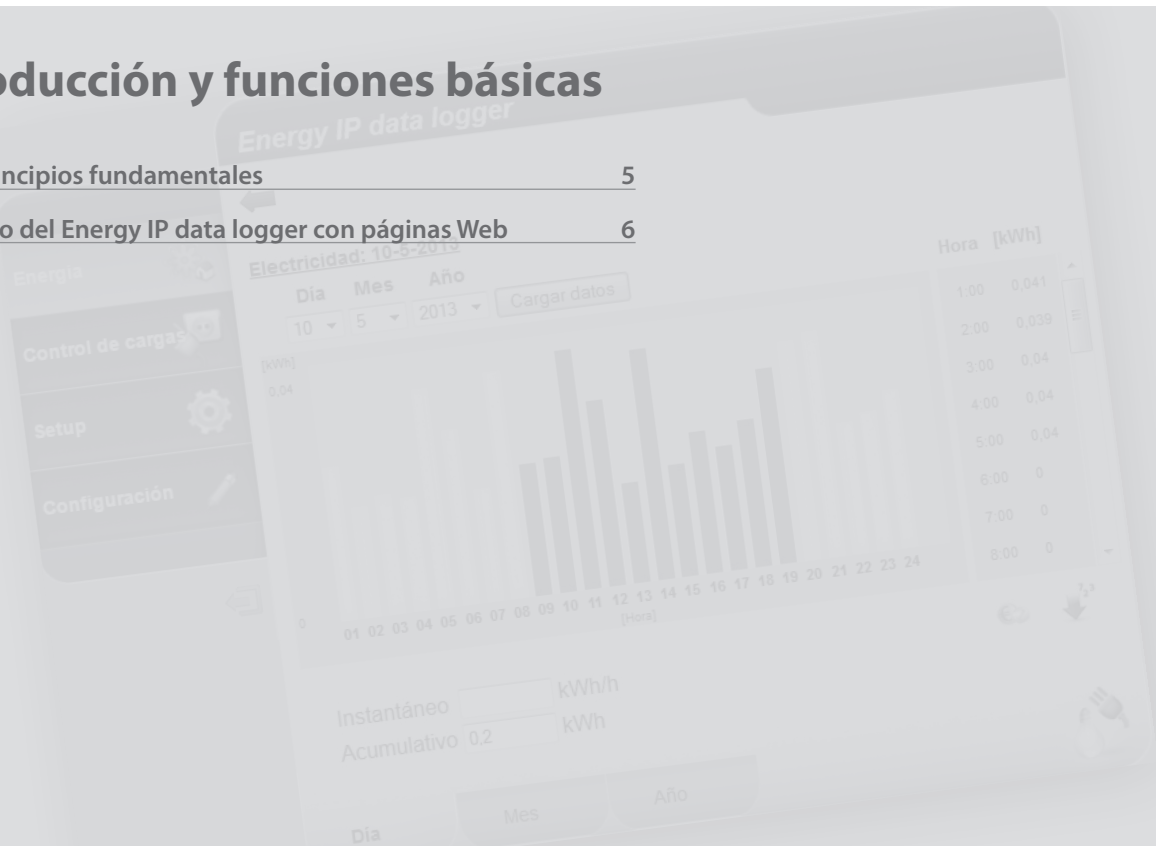 oducción y funciones básicas
ncipios fundamentales 5
o del Energy IP data logger con páginas Web 6
Energy IP data logger
Electricidad: 10-5-2013
Día Mes Año
10 5 2013 Cargar datos
Hora [kWh]
1:00 0,041
2:00 0,039
3:00 0,04
4:00 0,04
5:00 0,04
6:00 0
7:00 0
8:00 0
Energía
Control de cargas
Setup
Configuración
[kWh]
0,04
0
01 02 03 04 05 06 07 08 09 10 11 12 13 14 15 16 17 18 19 20 21 22 23 24
[Hora]
Instantáneo kWh/h
Acumulativo 0,2 kWh
Día Mes Año